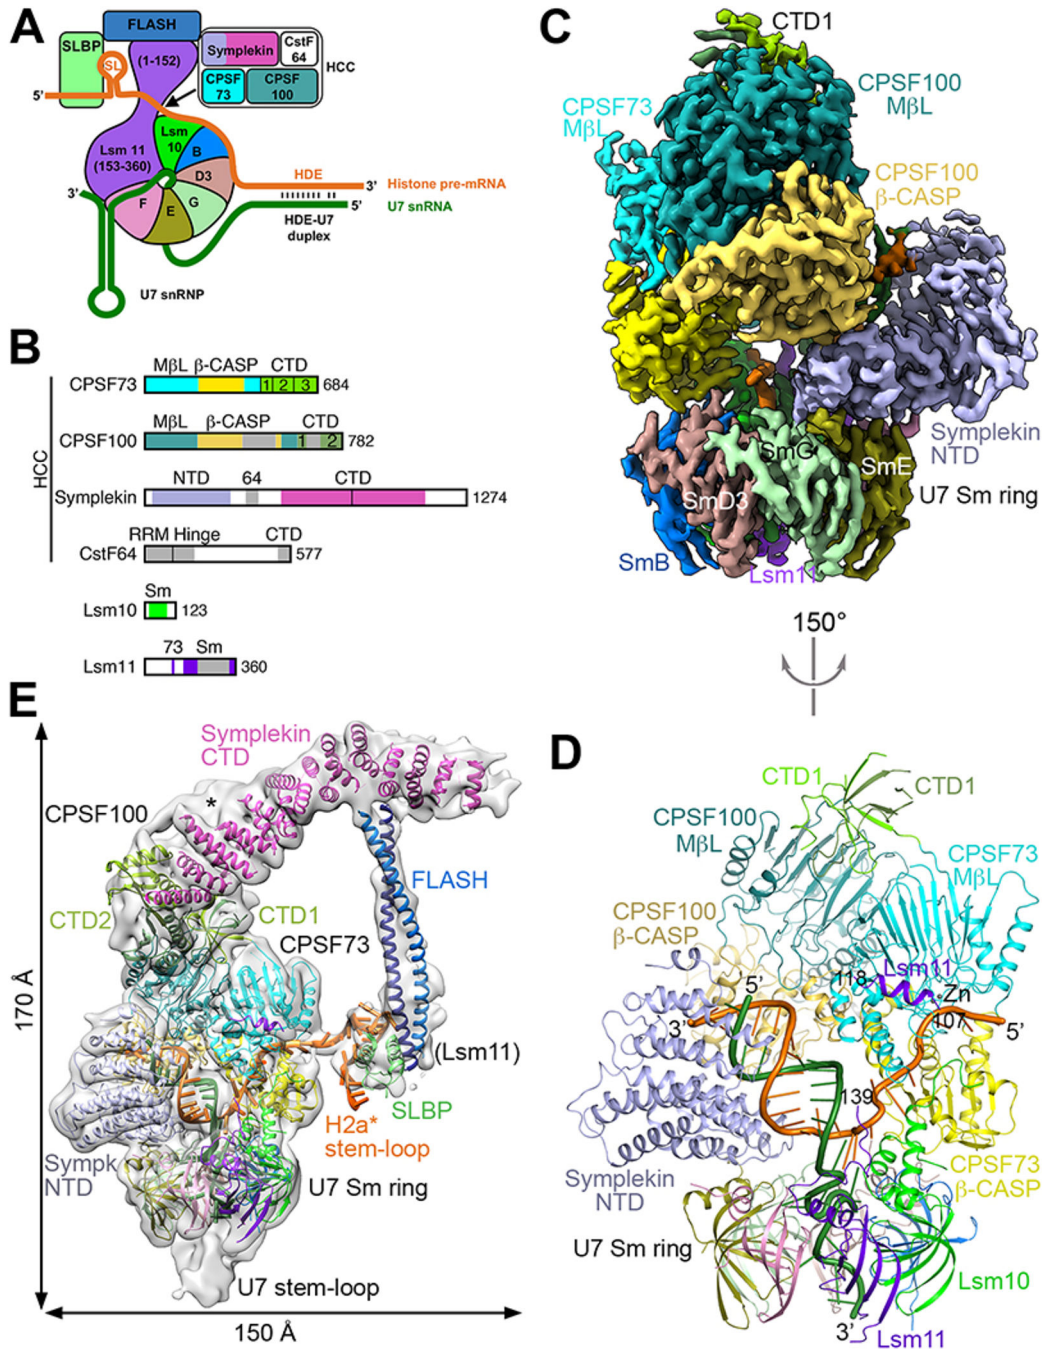 A
FLASH
SLBP
SL
(1-152)
Symplekin
CstF
64
HCC
CPSF
73
CPSF
100
5'
Lsm
10
Lsm 11
(153-360)
B
D3
3'
F
E
G
HDE
3'
Histone pre-mRNA
5'
U7 snRNA
HDE-U7
duplex
U7 snRNP
B
HCC
MβL β-CASP CTD
CPSF73
1 2 3
684
MβL β-CASP CTD
CPSF100
1 2
782
NTD 64 CTD
Symplekin
1274
RRM Hinge CTD
CstF64
577
Sm
Lsm10
123
73 Sm
Lsm11
360
C
CTD1
CPSF73
MβL
CPSF100
MβL
CPSF100
β-CASP
Symplekin
NTD
SmG
SmE
SmD3
U7 Sm ring
SmB
Lsm11
150°
D
CTD1
CTD1
CPSF100
MβL
CPSF73
MβL
CPSF100
β-CASP
118
Lsm11
Zn
107
5'
3'
5'
139
Symplekin
NTD
CPSF73
β-CASP
U7 Sm ring
Lsm10
3'
Lsm11
E
Symplekin
CTD
CPSF100
*
FLASH
CTD2
CTD1
CPSF73
170 Å
(Lsm11)
SLBP
H2a*
stem-loop
Sympk
NTD
U7 Sm ring
U7 stem-loop
150 Å